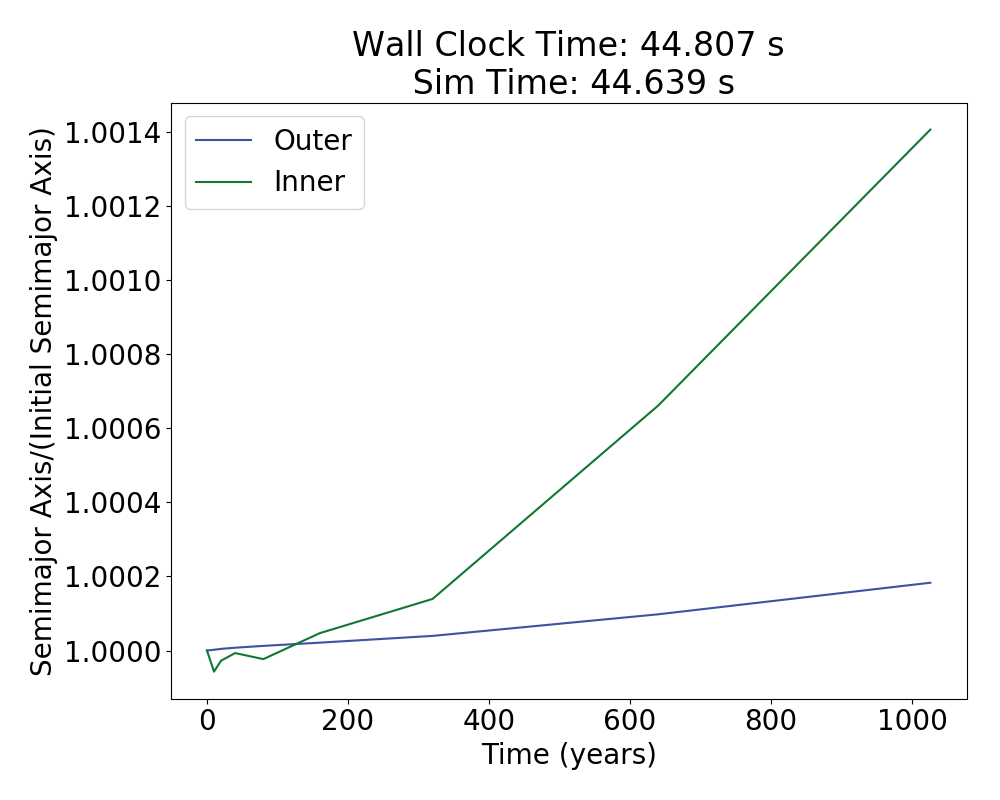 Wall Clock Time: 44.807 s
Sim Time: 44.639 s
Outer
Inner
Semimajor Axis/(Initial Semimajor Axis)
1.0014
1.0012
1.0010
1.0008
1.0006
1.0004
1.0002
1.0000
0 200 400 600 800 1000
Time (years)